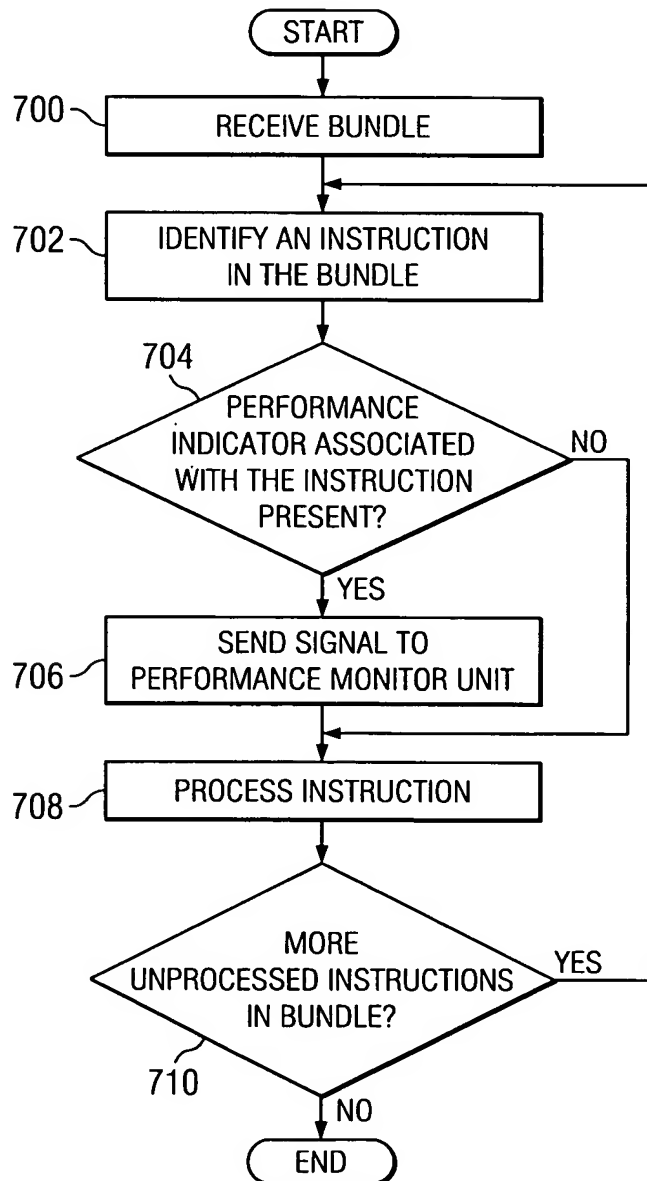 START
700
RECEIVE BUNDLE
702
IDENTIFY AN INSTRUCTION
IN THE BUNDLE
704
PERFORMANCE
INDICATOR ASSOCIATED
WITH THE INSTRUCTION
PRESENT?
NO
YES
706
SEND SIGNAL TO
PERFORMANCE MONITOR UNIT
708
PROCESS INSTRUCTION
MORE
UNPROCESSED INSTRUCTIONS
IN BUNDLE?
YES
710
NO
END